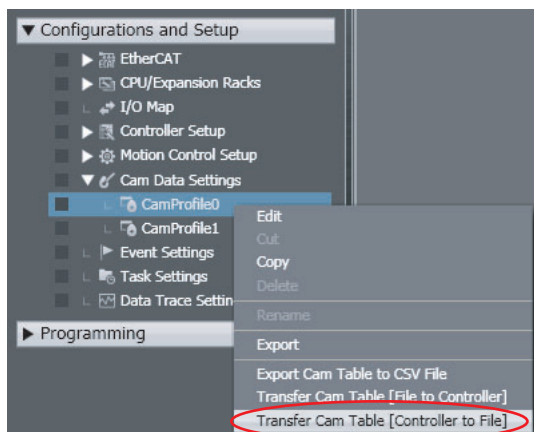 Configurations and Setup
EtherCAT
CPU/Expansion Racks
I/O Map
Controller Setup
Motion Control Setup
Cam Data Settings
CamProfile0
CamProfile1
Event Settings
Task Settings
Data Trace Settin
Programming
Edit
Cut
Copy
Delete
Rename
Export
Export Cam Table to CSV File
Transfer Cam Table [File to Controller]
Transfer Cam Table [Controller to File]